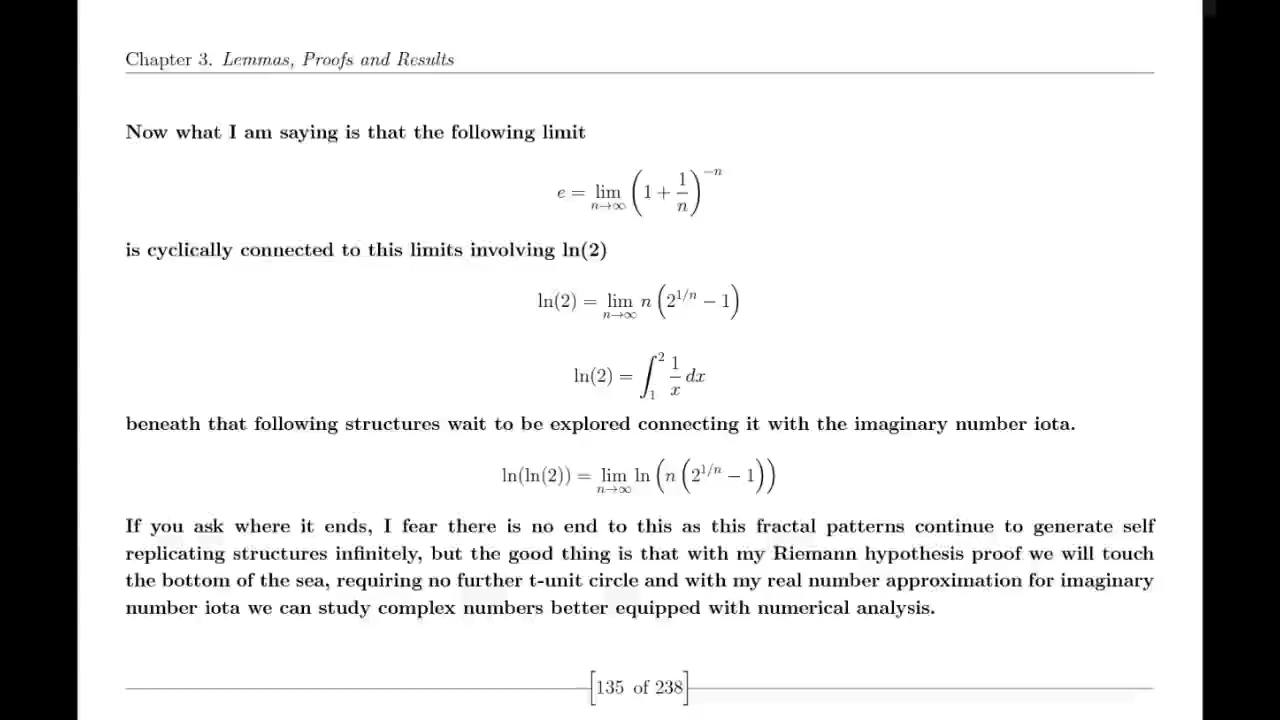 Chapter 3. Lemmas, Proofs and Results
Now what I am saying is that the following limit
e = lim_{n→∞} (1 + 1/n)^{−n}
is cyclically connected to this limits involving ln(2)
ln(2) = lim_{n→∞} n (2^{1/n} − 1)
ln(2) = ∫_1^2 1/x dx
beneath that following structures wait to be explored connecting it with the imaginary number iota.
ln(ln(2)) = lim_{n→∞} ln (n (2^{1/n} − 1))
If you ask where it ends, I fear there is no end to this as this fractal patterns continue to generate self
replicating structures infinitely, but the good thing is that with my Riemann hypothesis proof we will touch
the bottom of the sea, requiring no further t-unit circle and with my real number approximation for imaginary
number iota we can study complex numbers better equipped with numerical analysis.
[135 of 238]